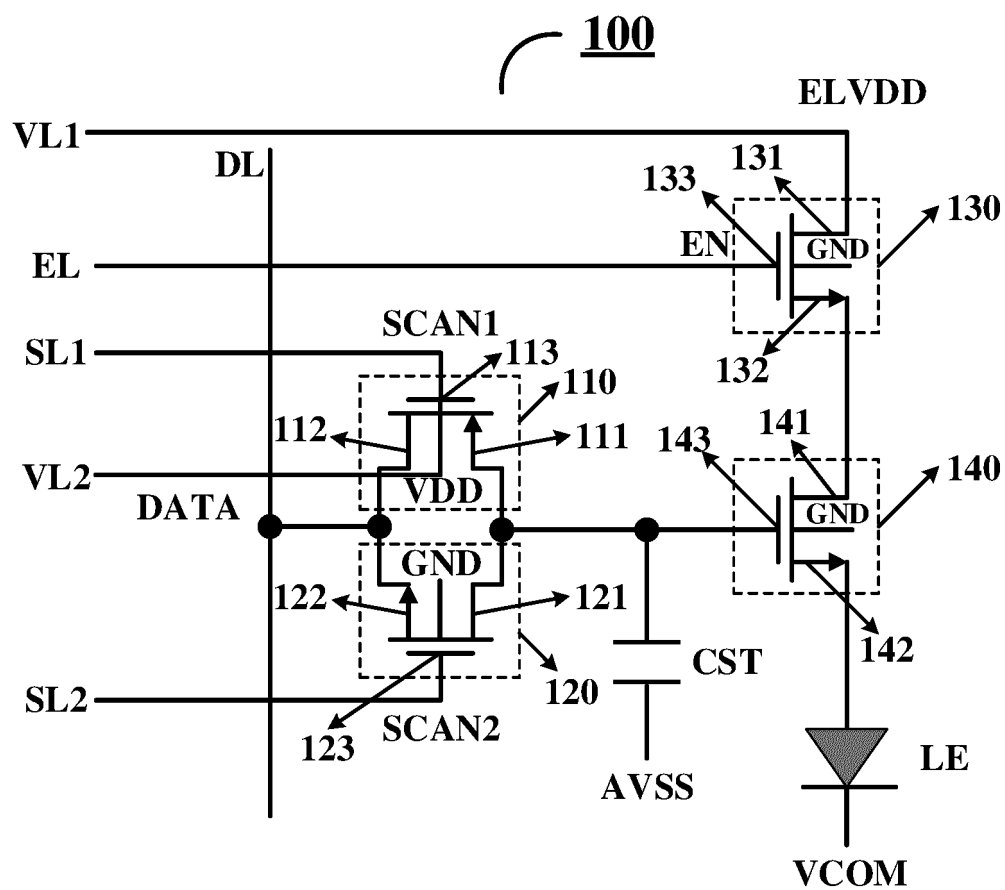 100
ELVDD
VL1
DL
131
133
130
EN
GND
EL
SCAN1
SL1
113
132
110
112
111
143
141
140
VL2
VDD
DATA
GND
GND
122
121
142
CST
120
SL2
SCAN2
123
LE
AVSS
VCOM